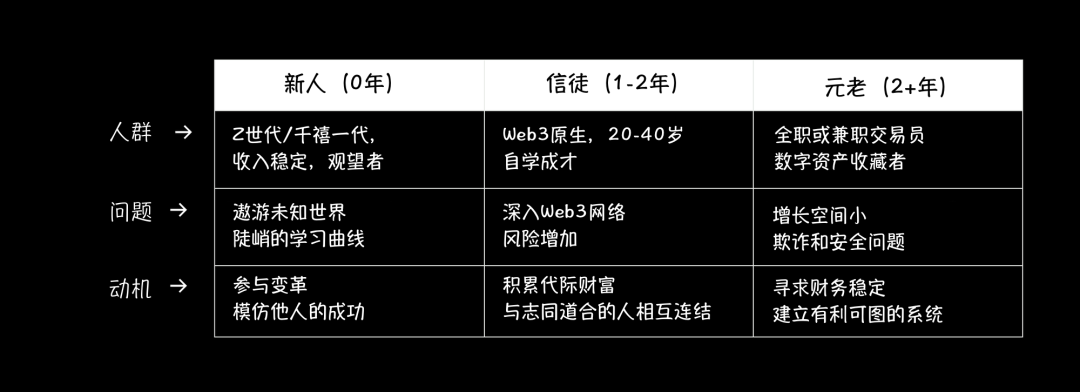 新人（0年） 信徒（1-2年） 元老（2+年）
人群 → Z世代/千禧一代， Web3原生，20-40岁 全职或兼职交易员
收入稳定，观望者 自学成才 数字资产收藏者
问题 → 遨游未知世界 深入Web3网络 增长空间小
陡峭的学习曲线 风险增加 欺诈和安全问题
动机 → 参与变革 积累代际财富 寻求财务稳定
模仿他人的成功 与志同道合的人相互连结 建立有利可图的系统